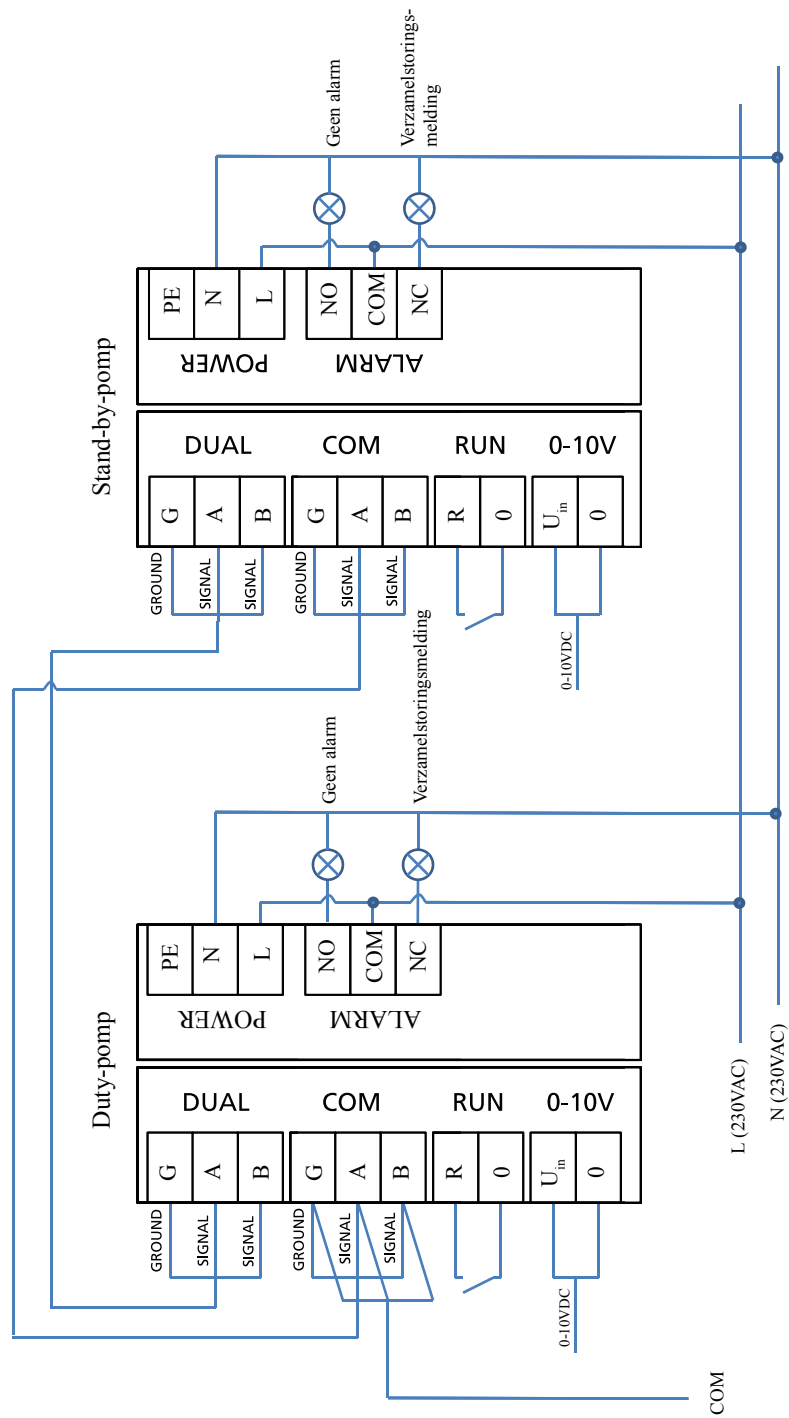 Stand-by-pomp
PE
N
L
POWER
NO
COM
NC
ALARM
Geen alarm
Verzamelstorings-
melding
DUAL
COM
RUN
0-10V
G
A
B
G
A
B
R
0
Uin
0
GROUND
SIGNAL
SIGNAL
GROUND
SIGNAL
SIGNAL
0-10VDC
Duty-pomp
PE
N
L
POWER
NO
COM
NC
ALARM
Geen alarm
Verzamelstoringsmelding
DUAL
COM
RUN
0-10V
G
A
B
G
A
B
R
0
Uin
0
GROUND
SIGNAL
SIGNAL
GROUND
SIGNAL
SIGNAL
0-10VDC
L (230VAC)
N (230VAC)
COM